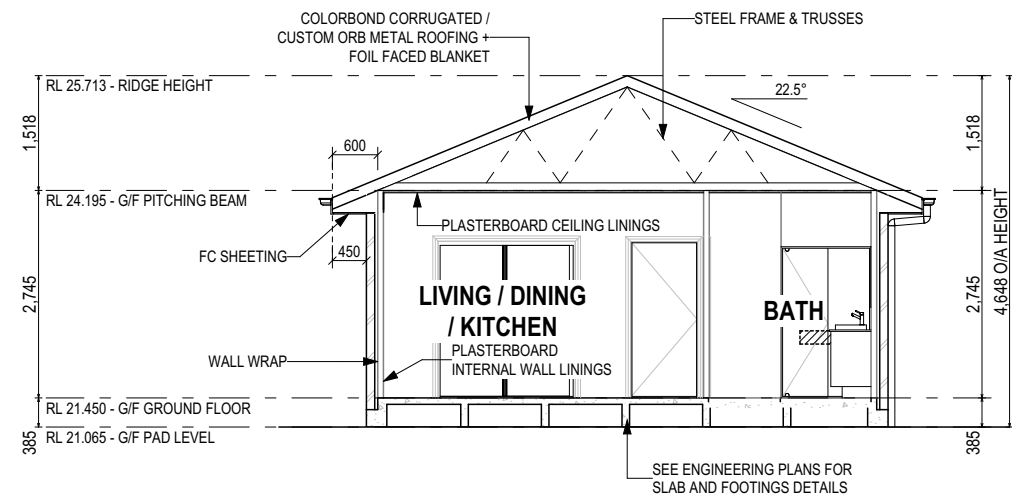 COLORBOND CORRUGATED /
CUSTOM ORB METAL ROOFING +
FOIL FACED BLANKET
STEEL FRAME & TRUSSES
RL 25.713 - RIDGE HEIGHT
22.5°
1,518
600
1,518
RL 24.195 - G/F PITCHING BEAM
PLASTERBOARD CEILING LININGS
FC SHEETING
450
2,745
LIVING / DINING
/ KITCHEN
BATH
2,745
4,648 O/A HEIGHT
PLASTERBOARD
INTERNAL WALL LININGS
WALL WRAP
RL 21.450 - G/F GROUND FLOOR
385
RL 21.065 - G/F PAD LEVEL
385
SEE ENGINEERING PLANS FOR
SLAB AND FOOTINGS DETAILS